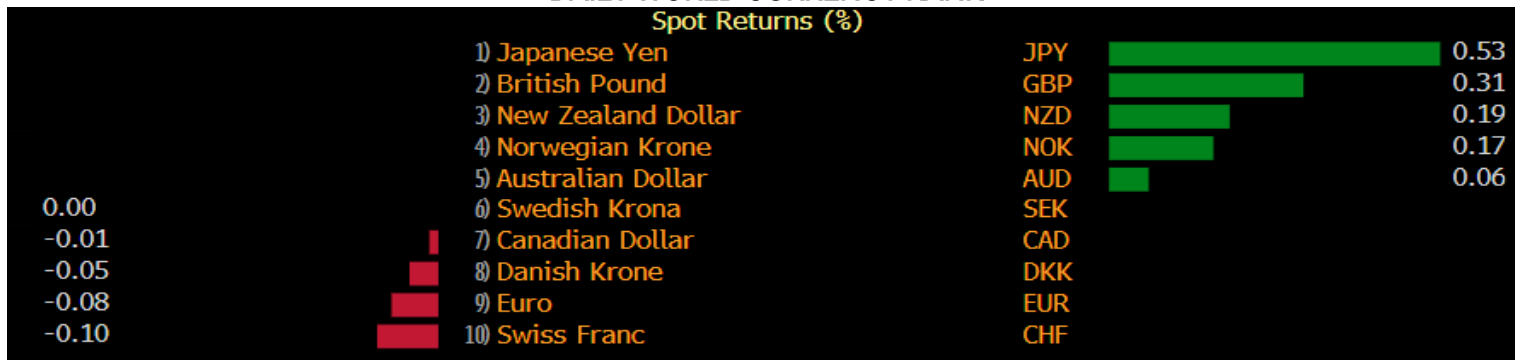 Spot Returns (%)
1) Japanese Yen JPY 0.53
2) British Pound GBP 0.31
3) New Zealand Dollar NZD 0.19
4) Norwegian Krone NOK 0.17
5) Australian Dollar AUD 0.06
0.00 6) Swedish Krona SEK
-0.01 7) Canadian Dollar CAD
-0.05 8) Danish Krone DKK
-0.08 9) Euro EUR
-0.10 10) Swiss Franc CHF